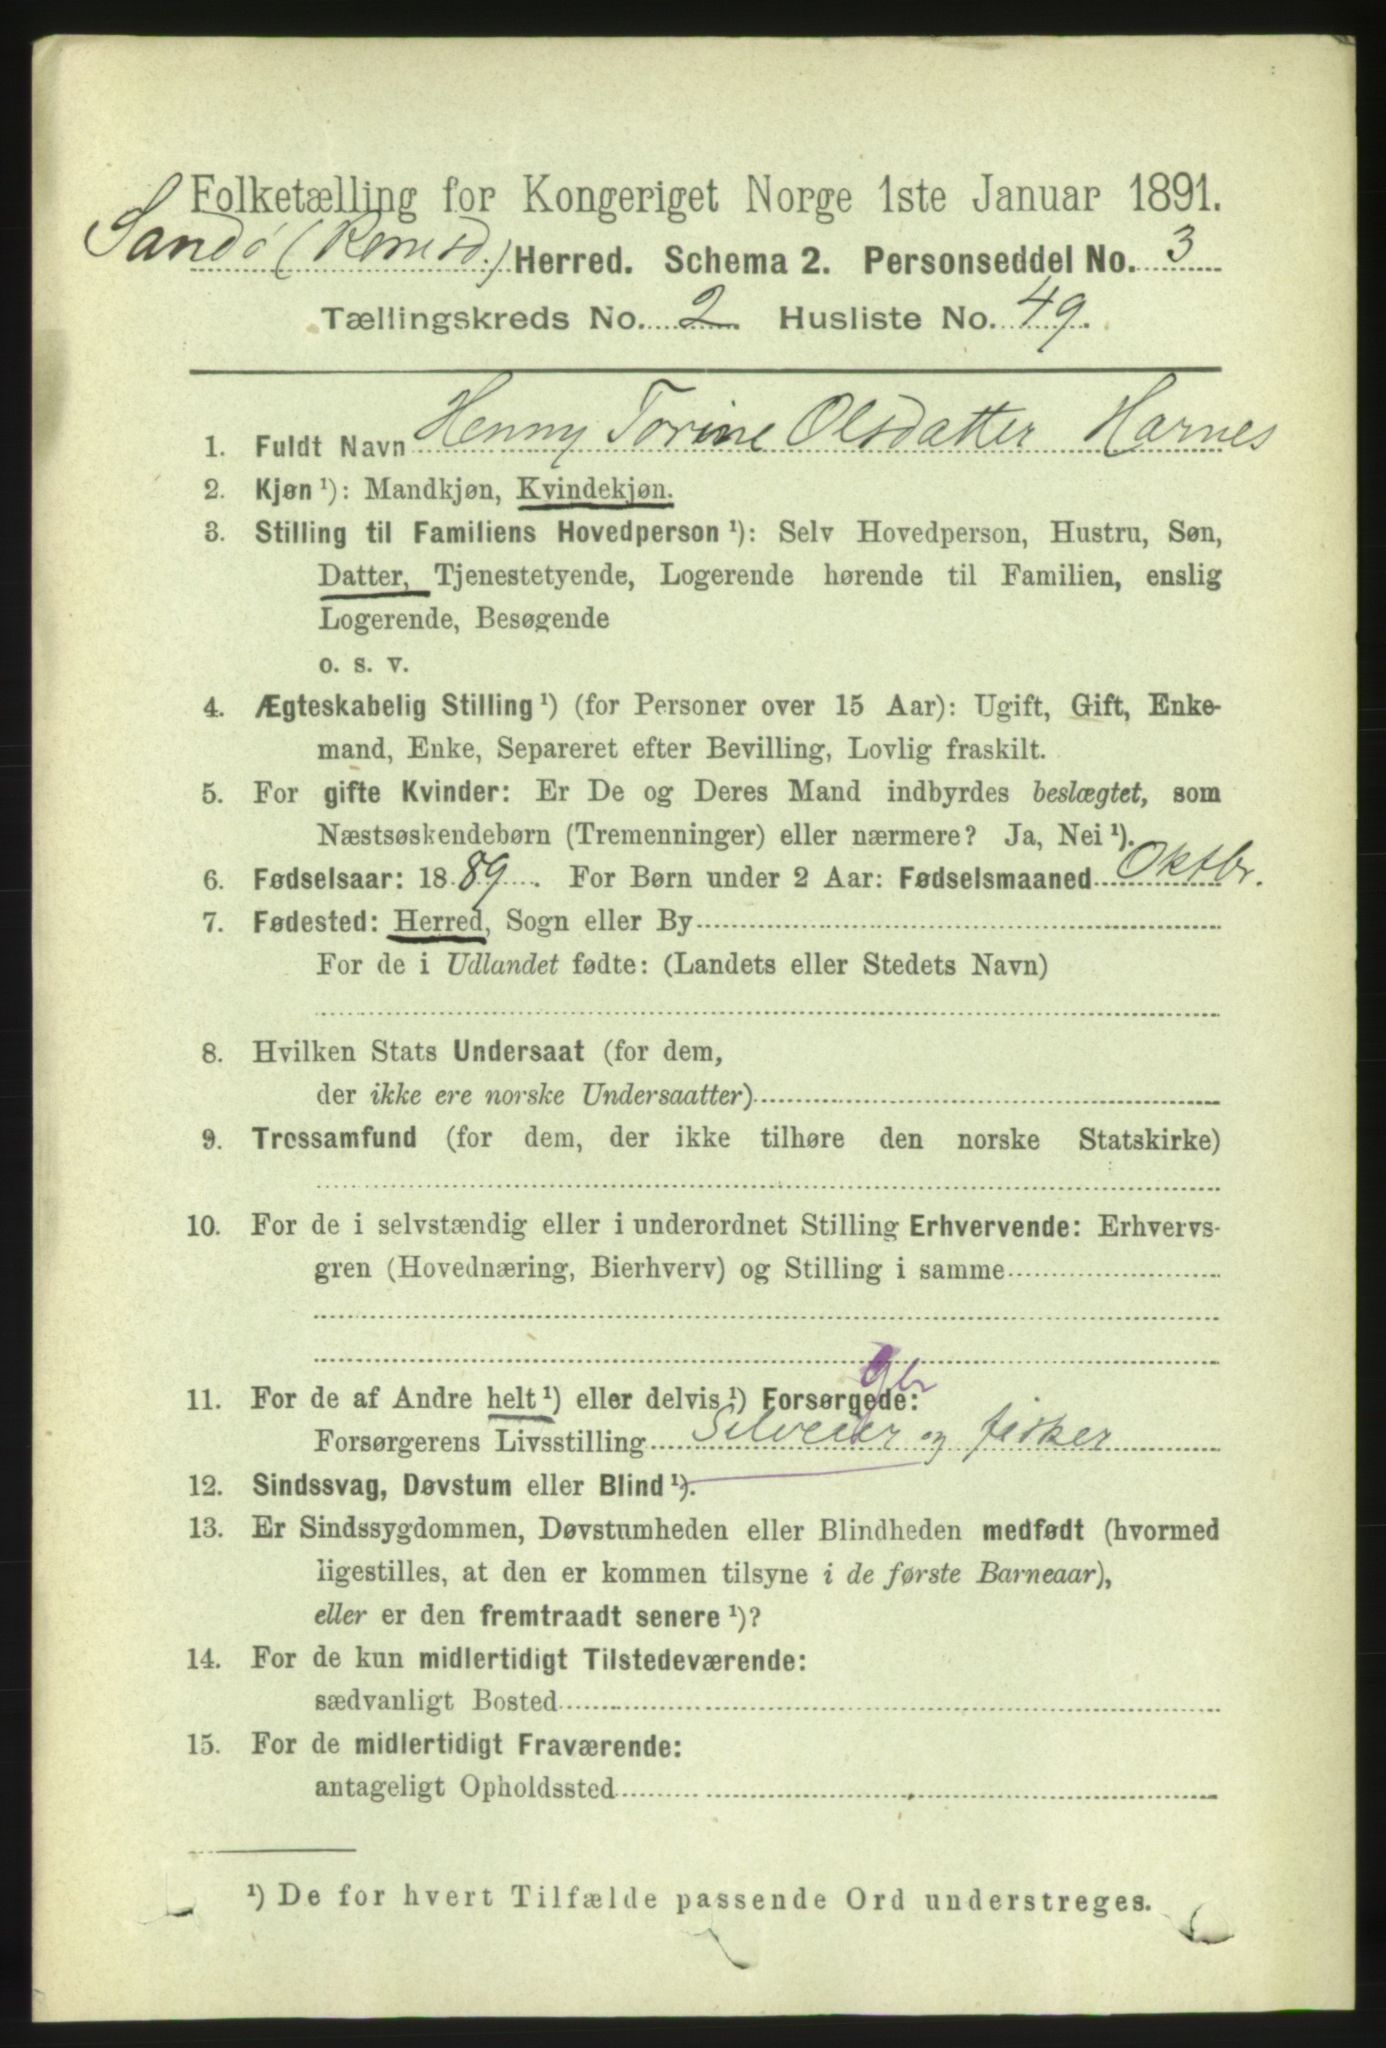 Folketælling for Kongeriget Norge 1ste Januar 1891.
Sandø (Romsd.) Herred. Schema 2. Personseddel No. 3
Tællingskreds No. 2. Husliste No. 49.
1. Fuldt Navn Henny Torine Olsdatter Harnes
2. Kjøn ¹): Mandkjøn, Kvindekjøn.
3. Stilling til Familiens Hovedperson ¹): Selv Hovedperson, Hustru, Søn,
Datter, Tjenestetyende, Logerende hørende til Familien, enslig
Logerende, Besøgende
o. s. v.
4. Ægteskabelig Stilling ¹) (for Personer over 15 Aar): Ugift, Gift, Enke-
mand, Enke, Separeret efter Bevilling, Lovlig fraskilt.
5. For gifte Kvinder: Er De og Deres Mand indbyrdes beslægtet, som
Næstsøskendebørn (Tremenninger) eller nærmere? Ja, Nei ¹).
6. Fødselsaar: 1889. For Børn under 2 Aar: Fødselsmaaned Oktbr.
7. Fødested: Herred, Sogn eller By
For de i Udlandet fødte: (Landets eller Stedets Navn)
8. Hvilken Stats Undersaat (for dem,
der ikke ere norske Undersaatter)
9. Trossamfund (for dem, der ikke tilhøre den norske Statskirke)
10. For de i selvstændig eller i underordnet Stilling Erhvervende: Erhvervs-
gren (Hovednæring, Bierhverv) og Stilling i samme
gb
11. For de af Andre helt ¹) eller delvis ¹) Forsørgede:
Forsørgerens Livsstilling Selveier og fisker
12. Sindssvag, Døvstum eller Blind ¹).
13. Er Sindssygdommen, Døvstumheden eller Blindheden medfødt (hvormed
ligestilles, at den er kommen tilsyne i de første Barneaar),
eller er den fremtraadt senere ¹)?
14. For de kun midlertidigt Tilstedeværende:
sædvanligt Bosted
15. For de midlertidigt Fraværende:
antageligt Opholdssted
¹) De for hvert Tilfælde passende Ord understreges.